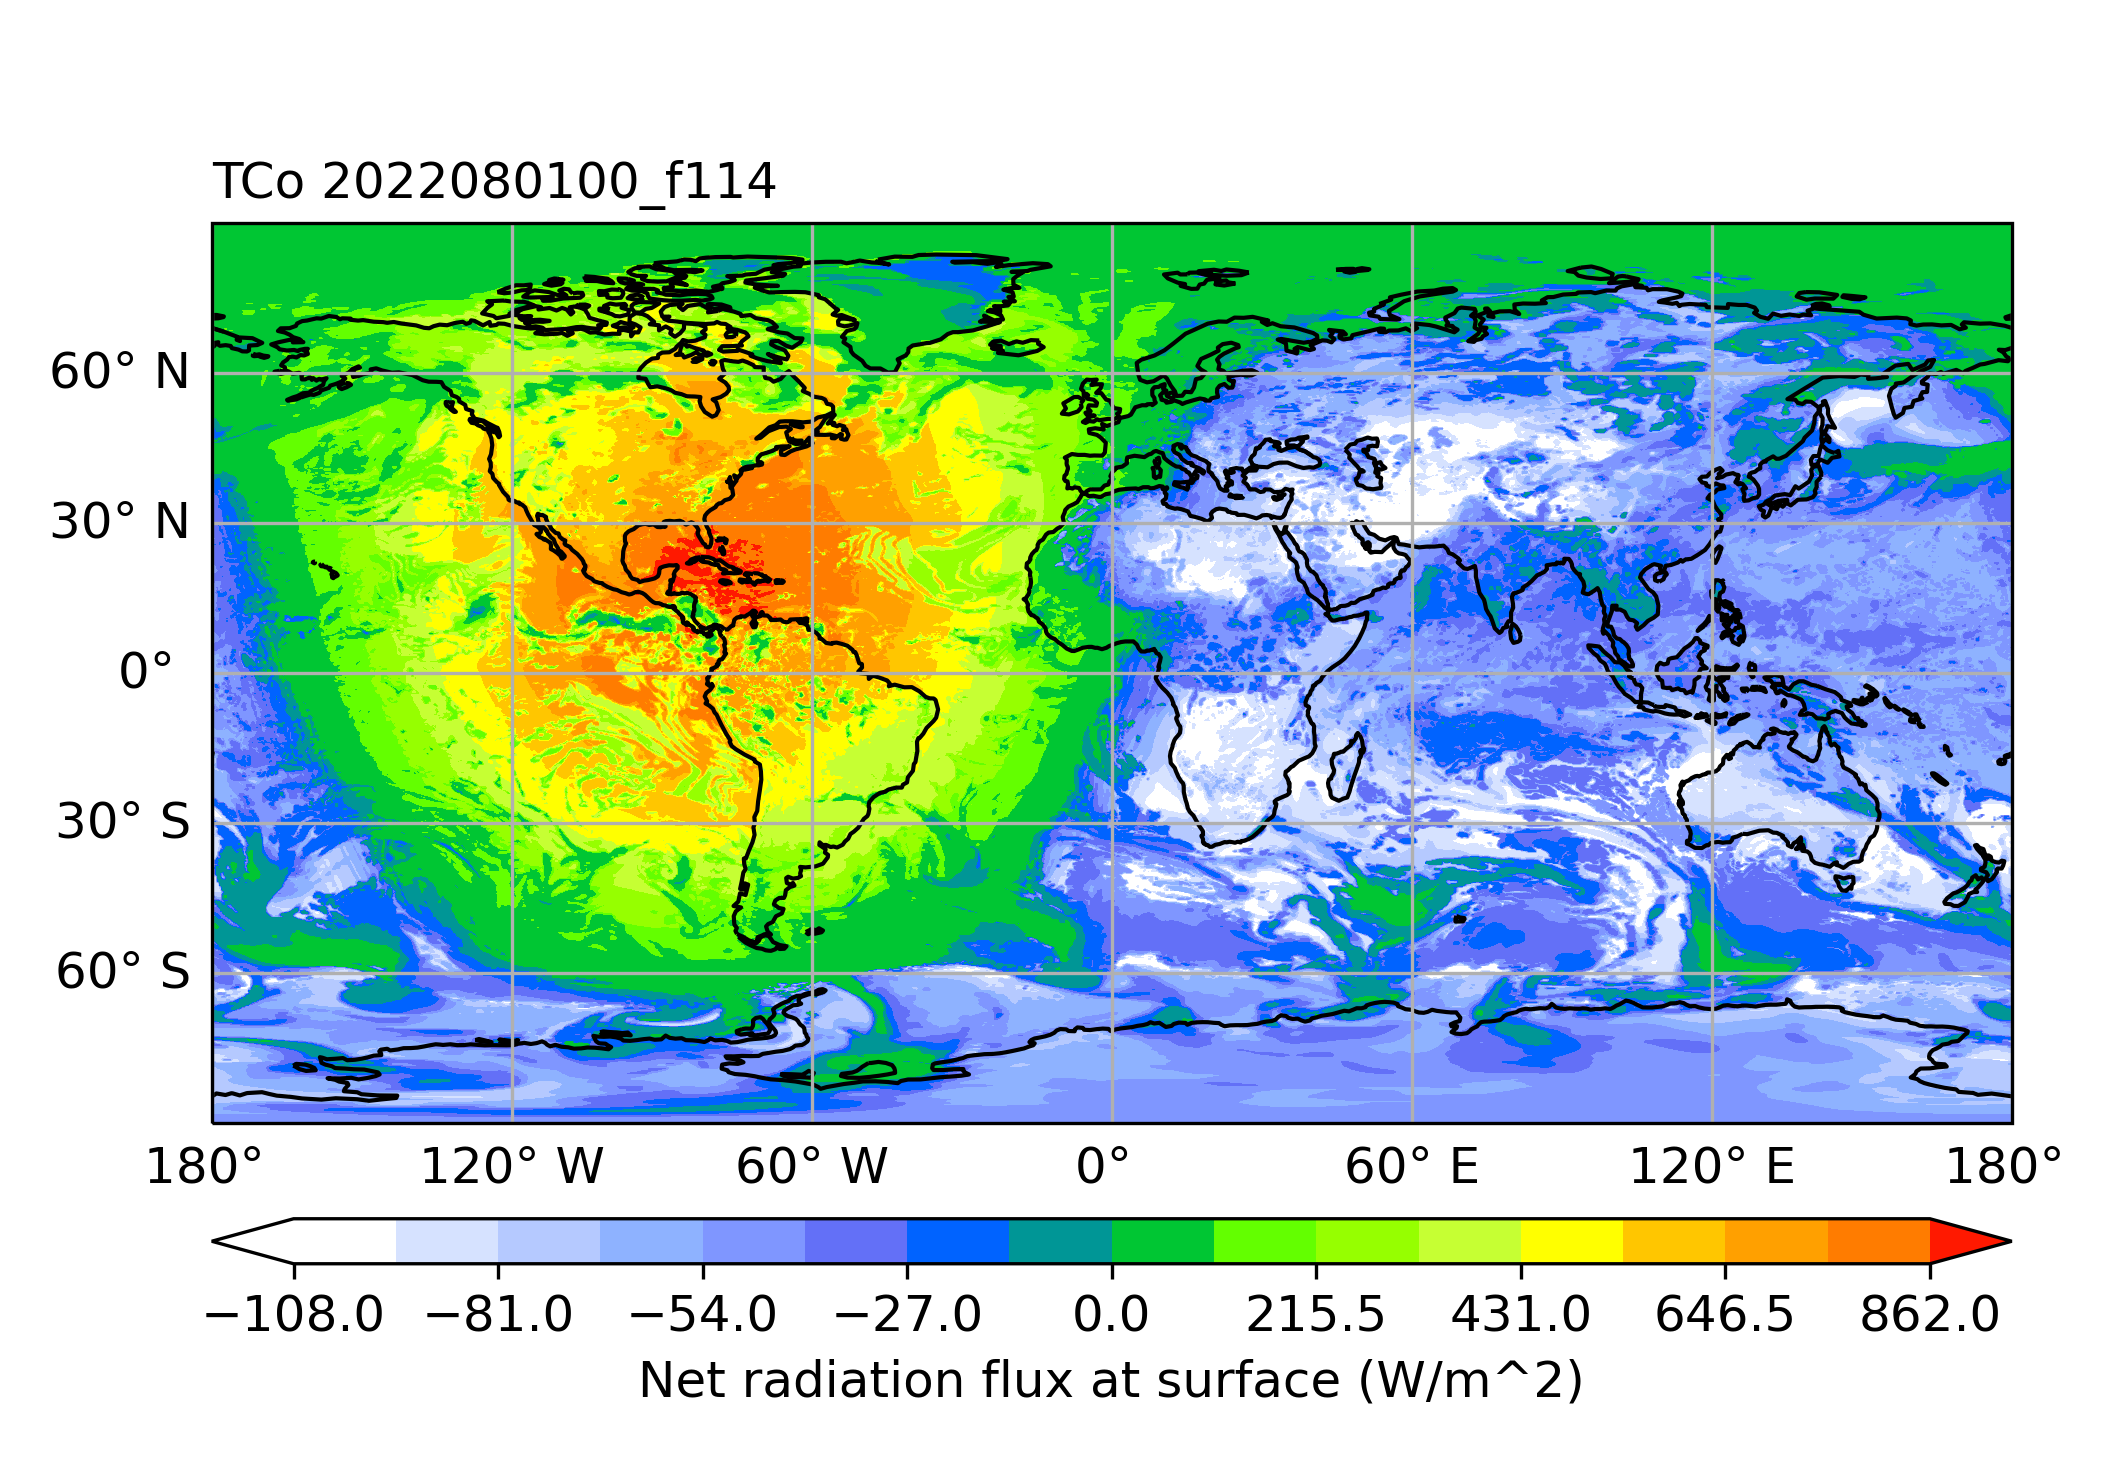 TCo 2022080100_f114
60° N
30° N
0°
30° S
60° S
180° 120° W 60° W 0° 60° E 120° E 180°
−108.0 −81.0 −54.0 −27.0 0.0 215.5 431.0 646.5 862.0
Net radiation flux at surface (W/m^2)